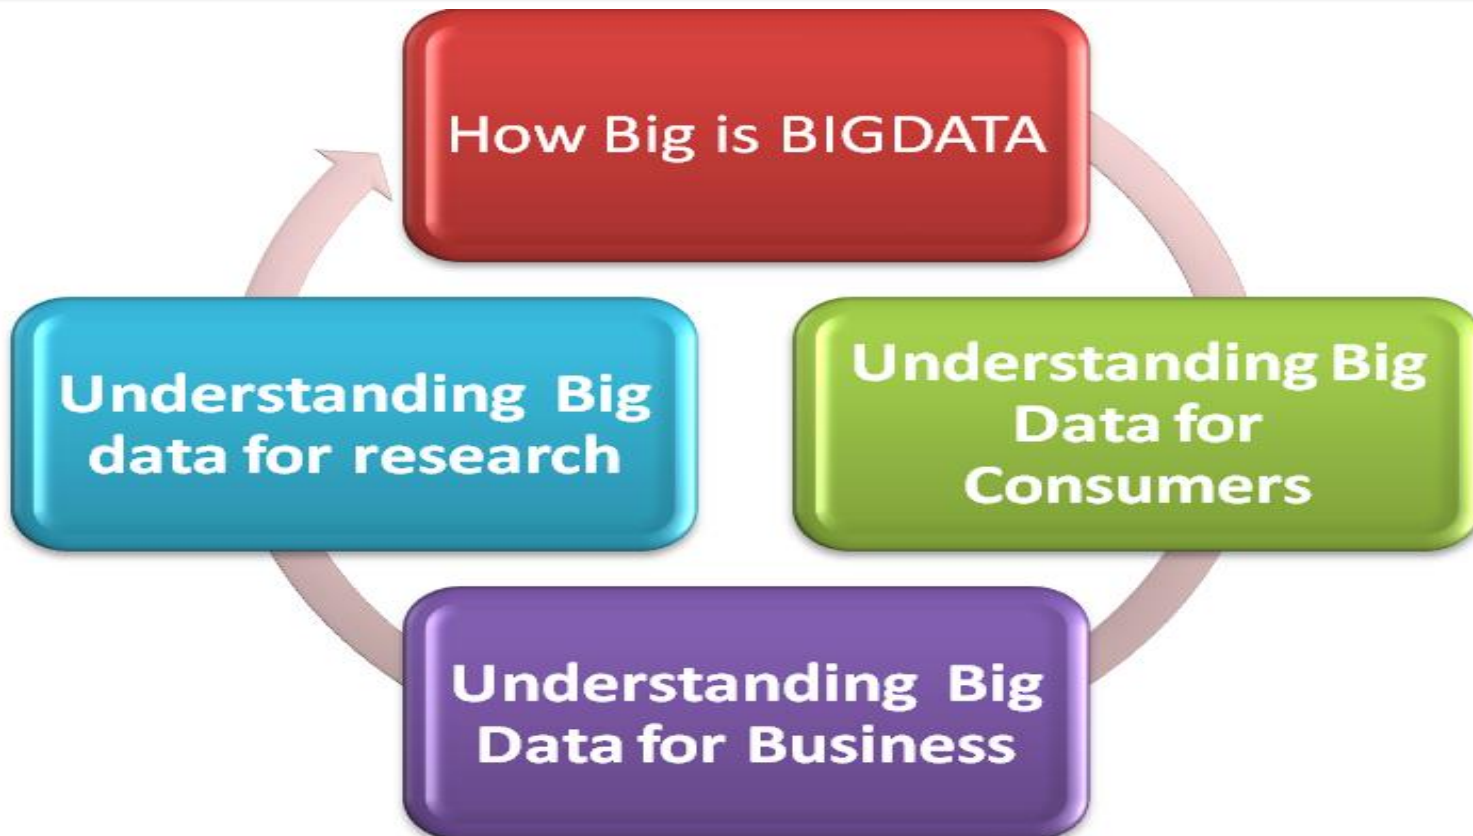 How Big is BIGDATA
Understanding Big
Data for
Consumers
Understanding Big
Data for Business
Understanding Big
data for research